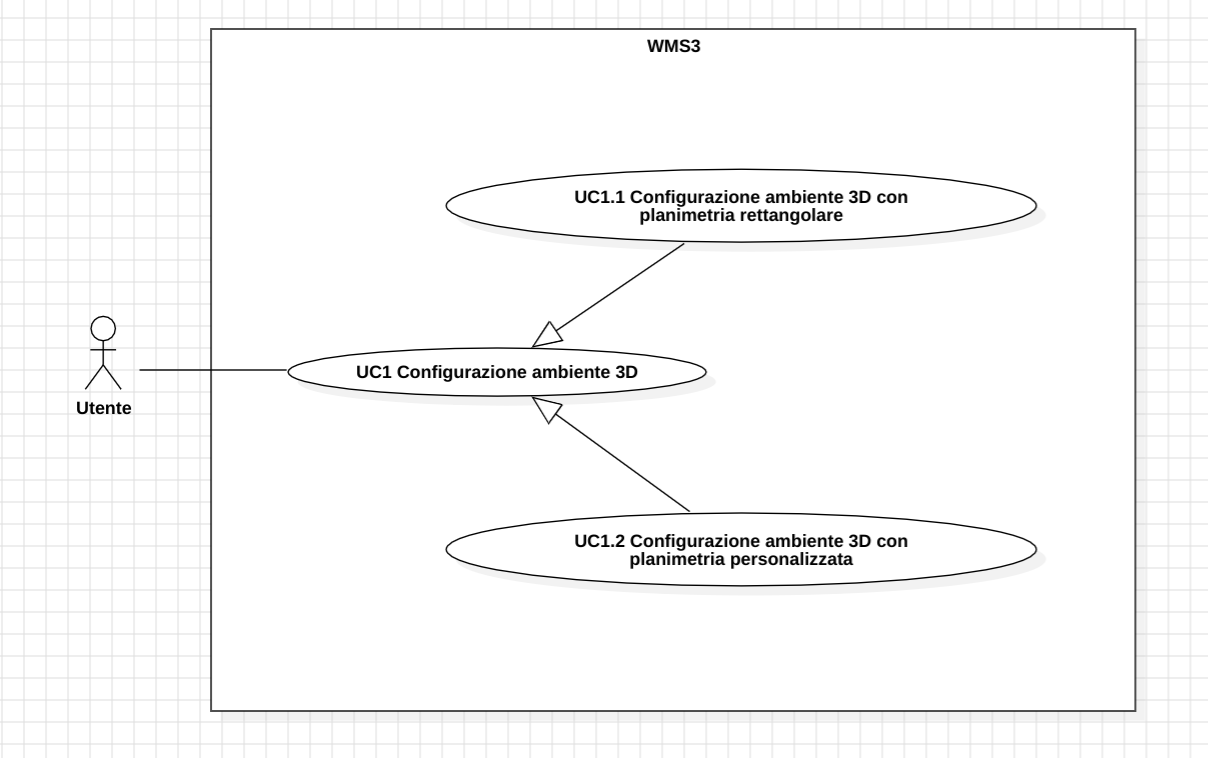 WMS3
UC1.1 Configurazione ambiente 3D con
planimetria rettangolare
UC1 Configurazione ambiente 3D
Utente
UC1.2 Configurazione ambiente 3D con
planimetria personalizzata